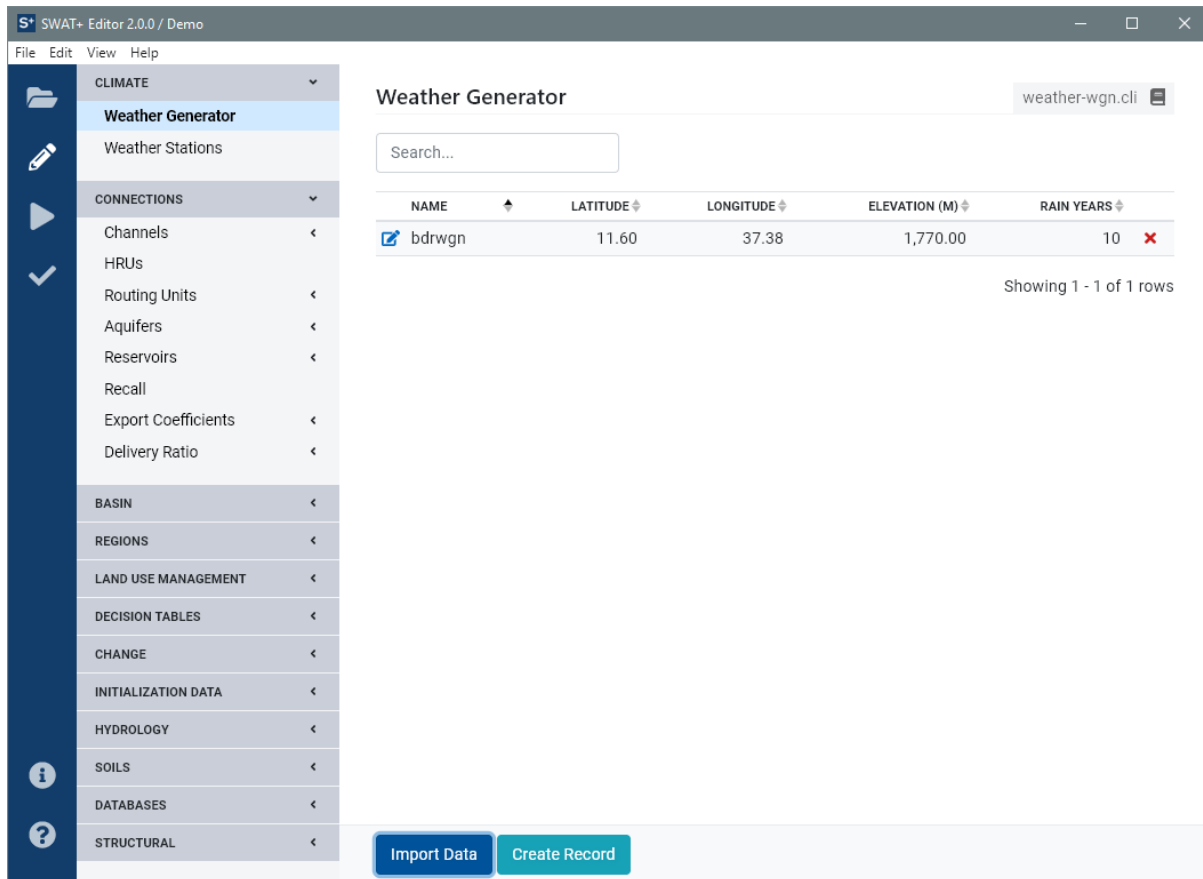 S+ SWAT+ Editor 2.0.0 / Demo
File Edit View Help
CLIMATE
Weather Generator
Weather Stations
CONNECTIONS
Channels
HRUs
Routing Units
Aquifers
Reservoirs
Recall
Export Coefficients
Delivery Ratio
BASIN
REGIONS
LAND USE MANAGEMENT
DECISION TABLES
CHANGE
INITIALIZATION DATA
HYDROLOGY
SOILS
DATABASES
STRUCTURAL
Weather Generator
weather-wgn.cli
Search...
NAME LATITUDE LONGITUDE ELEVATION (M) RAIN YEARS
bdrwgn 11.60 37.38 1,770.00 10
Showing 1 - 1 of 1 rows
Import Data Create Record